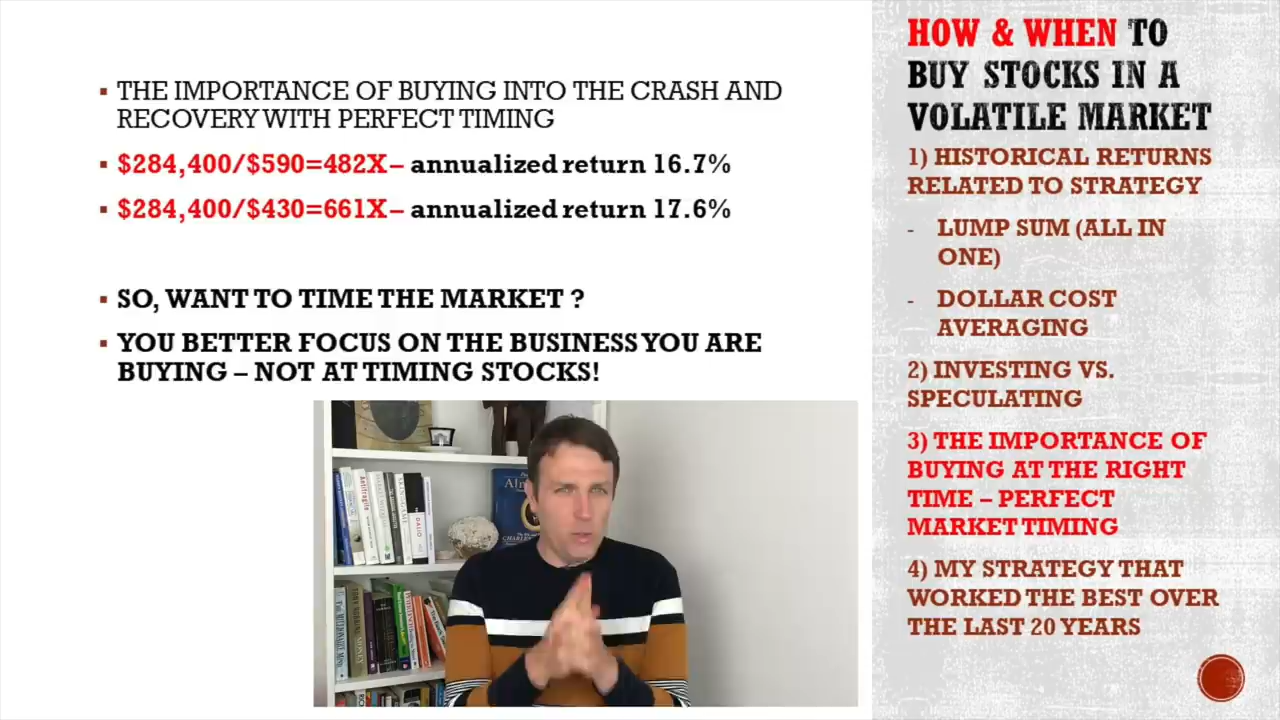 THE IMPORTANCE OF BUYING INTO THE CRASH AND
RECOVERY WITH PERFECT TIMING
$284,400/$590=482X– annualized return 16.7%
$284,400/$430=661X– annualized return 17.6%
SO, WANT TO TIME THE MARKET ?
YOU BETTER FOCUS ON THE BUSINESS YOU ARE
BUYING – NOT AT TIMING STOCKS!
HOW & WHEN TO
BUY STOCKS IN A
VOLATILE MARKET
1) HISTORICAL RETURNS
RELATED TO STRATEGY
- LUMP SUM (ALL IN
ONE)
- DOLLAR COST
AVERAGING
2) INVESTING VS.
SPECULATING
3) THE IMPORTANCE OF
BUYING AT THE RIGHT
TIME – PERFECT
MARKET TIMING
4) MY STRATEGY THAT
WORKED THE BEST OVER
THE LAST 20 YEARS
Antifragile
DALIO